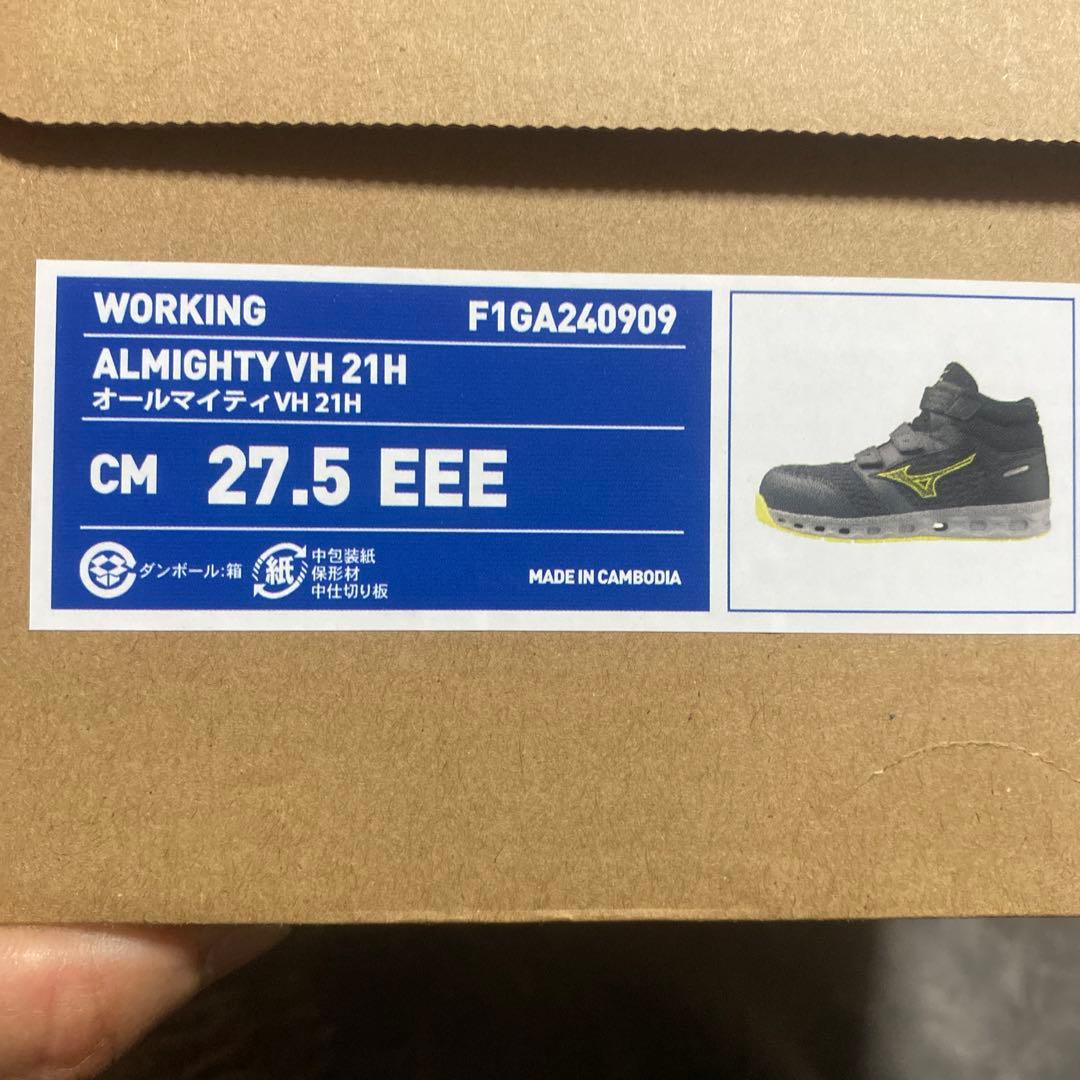 WORKING F1GA240909
ALMIGHTY VH 21H
オールマイティVH 21H
CM 27.5 EEE
ダンボール:箱
紙
中包装紙
保形材
中仕切り板
MADE IN CAMBODIA